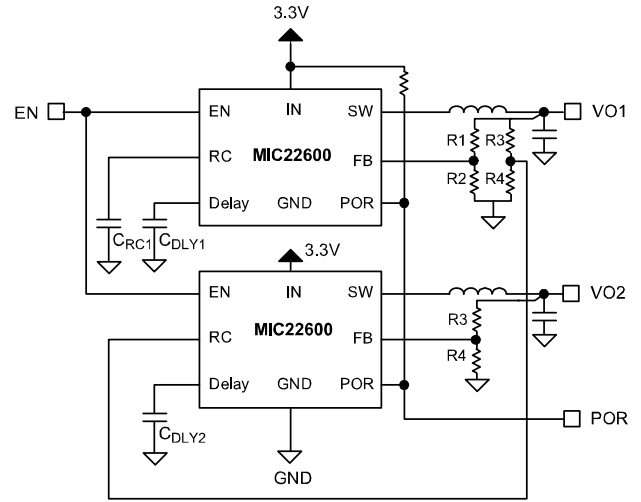 3.3V
EN
EN
IN
SW
VO1
R1
R3
RC
MIC22600
FB
R2
R4
Delay
GND
POR
CRC1
CDLY1
3.3V
EN
IN
SW
VO2
R3
RC
MIC22600
FB
R4
Delay
GND
POR
CDLY2
POR
GND